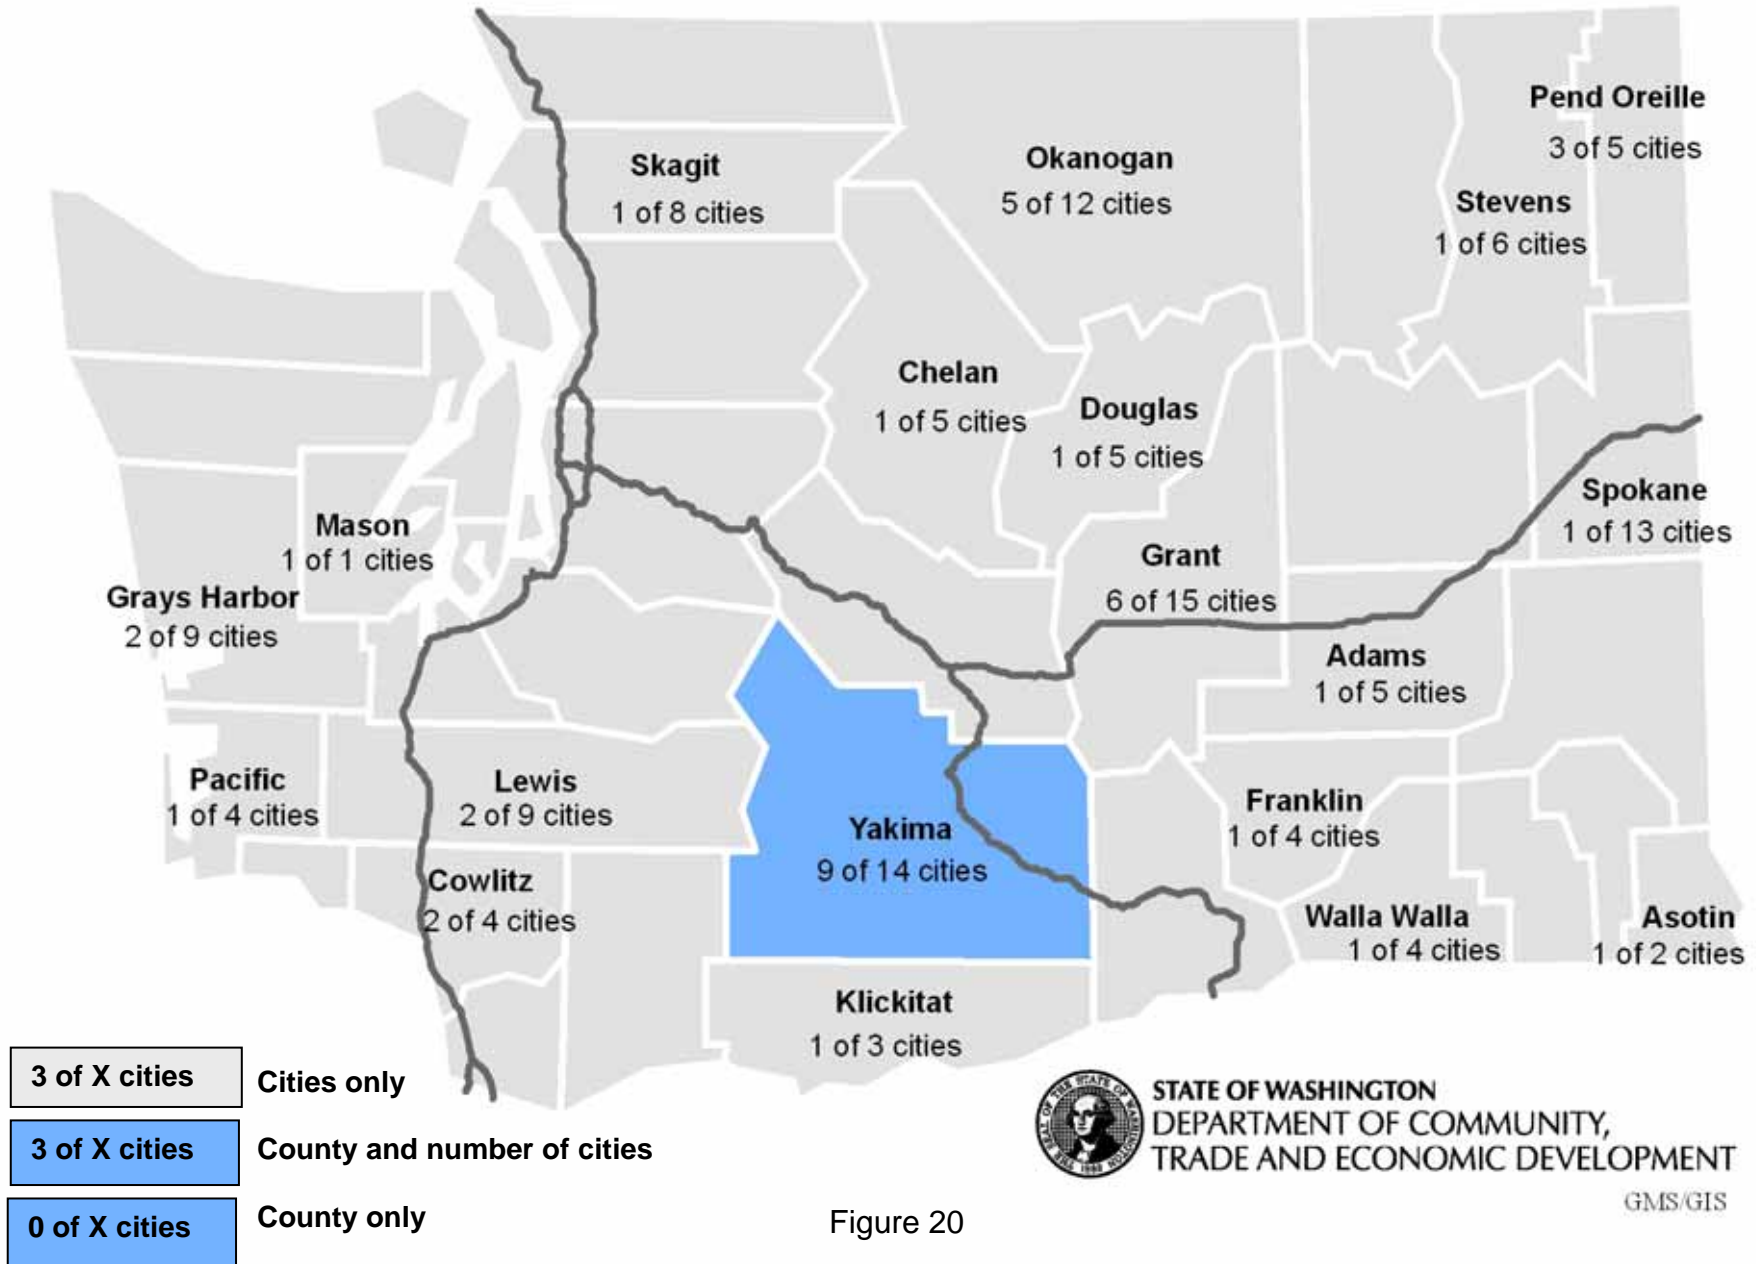 Pend Oreille
3 of 5 cities
Skagit
1 of 8 cities
Okanogan
5 of 12 cities
Stevens
1 of 6 cities
Chelan
1 of 5 cities
Douglas
1 of 5 cities
Spokane
1 of 13 cities
Mason
1 of 1 cities
Grant
6 of 15 cities
Grays Harbor
2 of 9 cities
Adams
1 of 5 cities
Pacific
1 of 4 cities
Lewis
2 of 9 cities
Yakima
9 of 14 cities
Franklin
1 of 4 cities
Cowlitz
2 of 4 cities
Walla Walla
1 of 4 cities
Asotin
1 of 2 cities
Klickitat
1 of 3 cities
3 of X cities Cities only
3 of X cities County and number of cities
0 of X cities County only
STATE OF WASHINGTON
DEPARTMENT OF COMMUNITY,
TRADE AND ECONOMIC DEVELOPMENT
GMS/GIS
Figure 20